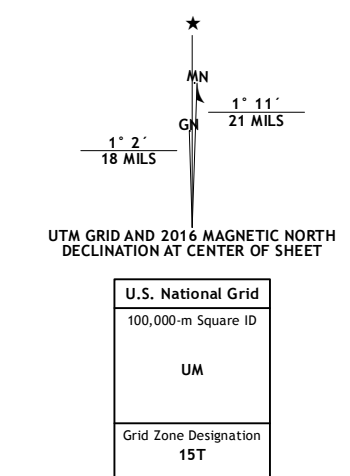 ★
MN
1° 11´
21 MILS
GN
1° 2´
18 MILS
UTM GRID AND 2016 MAGNETIC NORTH
DECLINATION AT CENTER OF SHEET
U.S. National Grid
100,000-m Square ID
UM
Grid Zone Designation
15T